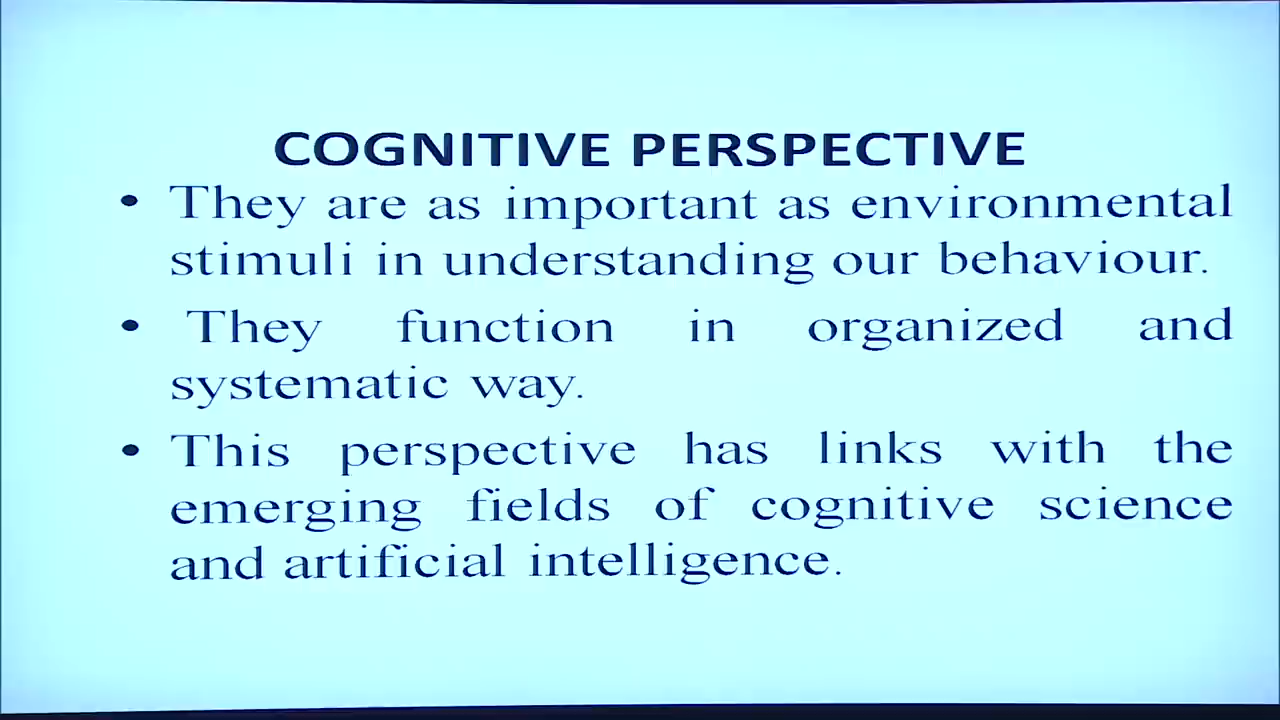 COGNITIVE PERSPECTIVE
• They are as important as environmental
stimuli in understanding our behaviour.
• They function in organized and
systematic way.
• This perspective has links with the
emerging fields of cognitive science
and artificial intelligence.